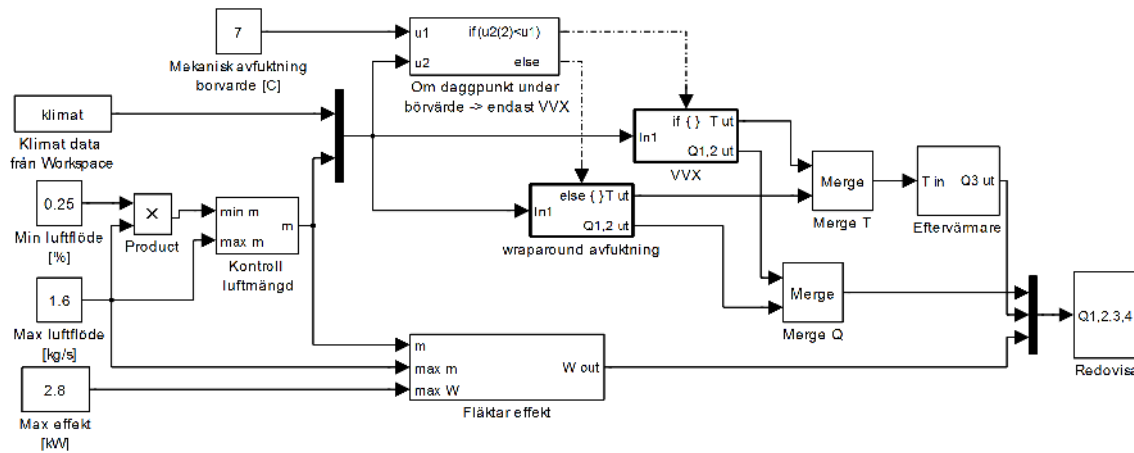 7
Mekanisk avfuktning
borvarde [C]
u1
u2
if(u2(2)<u1)
else
Om daggpunkt under
börvärde -> endast VVX
klimat
Klimat data
från Workspace
0.25
Min luftflöde
[%]
×
Product
min m
max m
m
Kontroll
luftmängd
1.6
Max luftflöde
[kg/s]
2.8
Max effekt
[kW]
In1
if { }
T ut
Q1,2 ut
VVX
In1
else { }
T ut
Q1,2 ut
wraparound avfuktning
Merge
Merge T
Merge
Merge Q
T in
Q3 ut
Eftervärmare
m
max m
max W
W out
Fläktar effekt
Q1,2.3,4
Redovisa